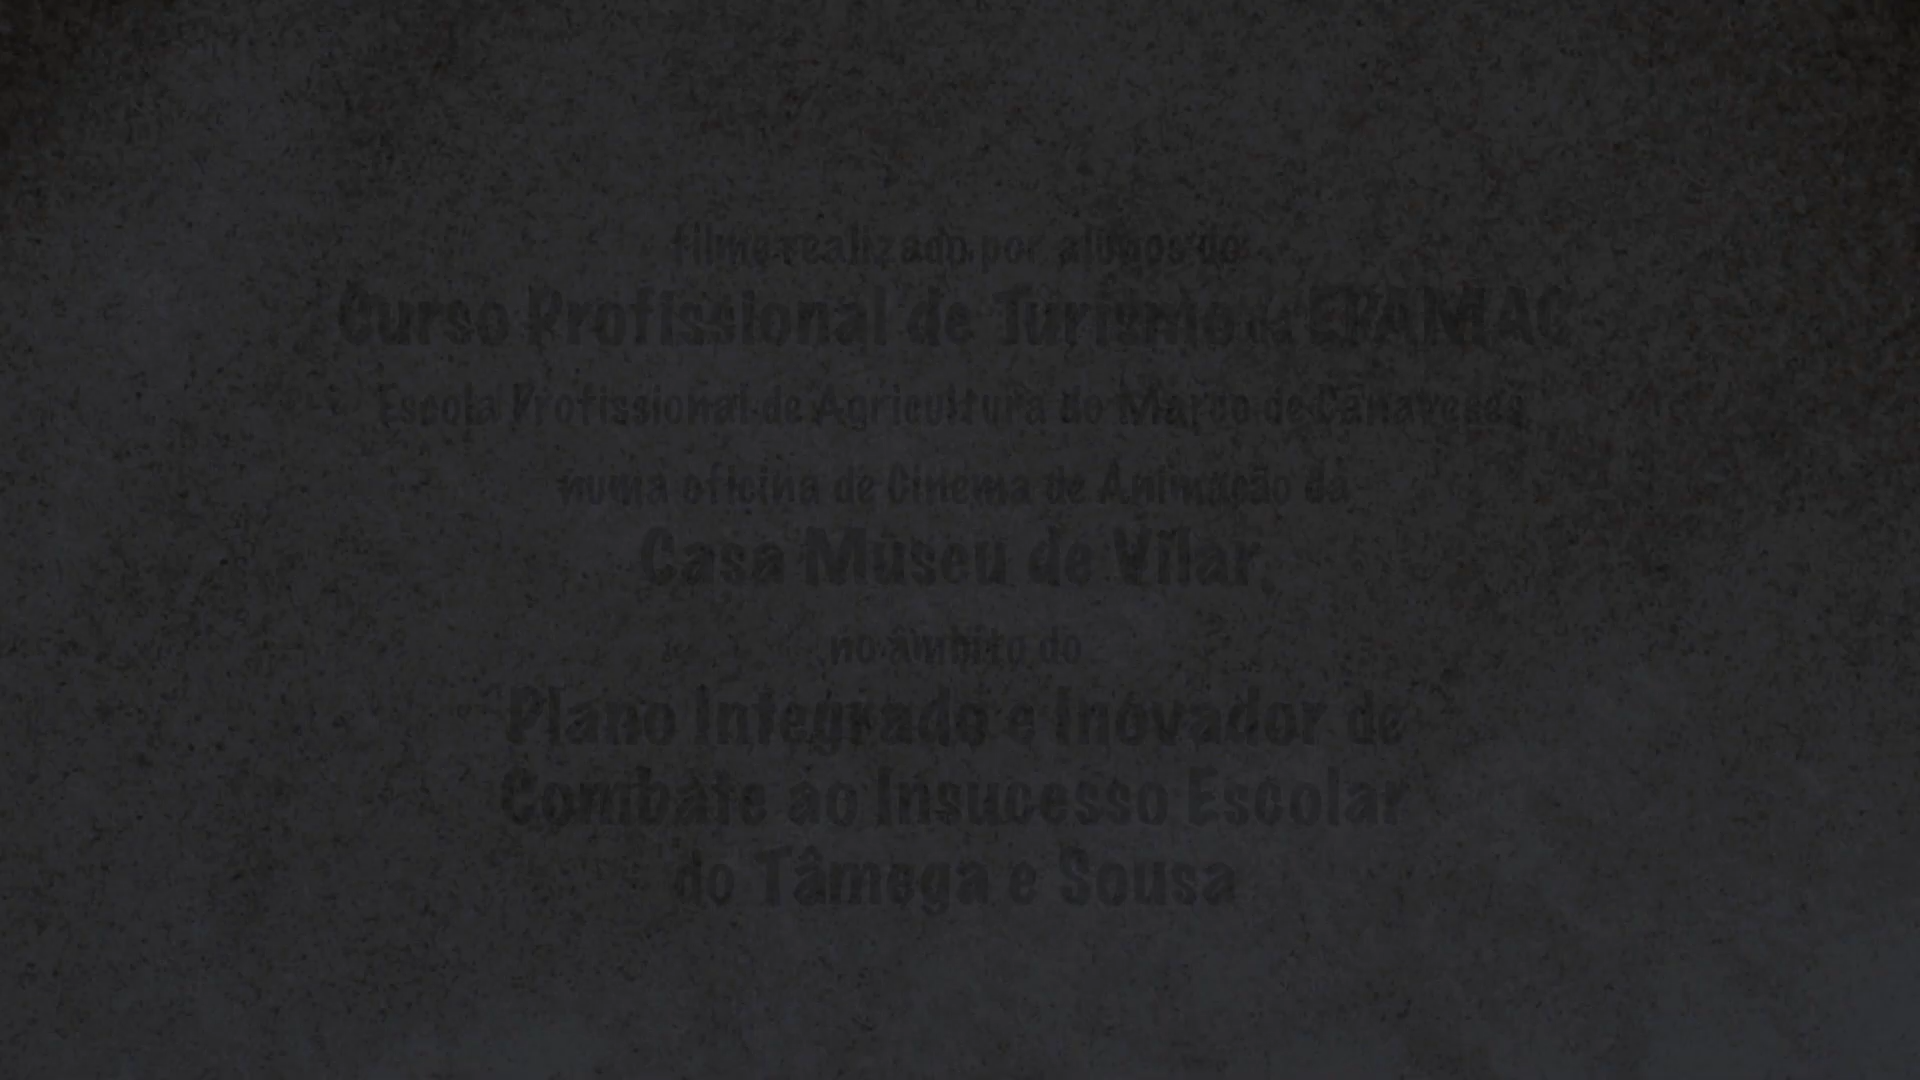 filme realizado por alunos do
Curso Profissional de Turismo da EPAMAC
Escola Profissional de Agricultura do Marco de Canaveses
numa oficina de Cinema de Animação da
Casa Museu de Vilar
no âmbito do
Plano Integrado e Inovador de
Combate ao Insucesso Escolar
do Tâmega e Sousa